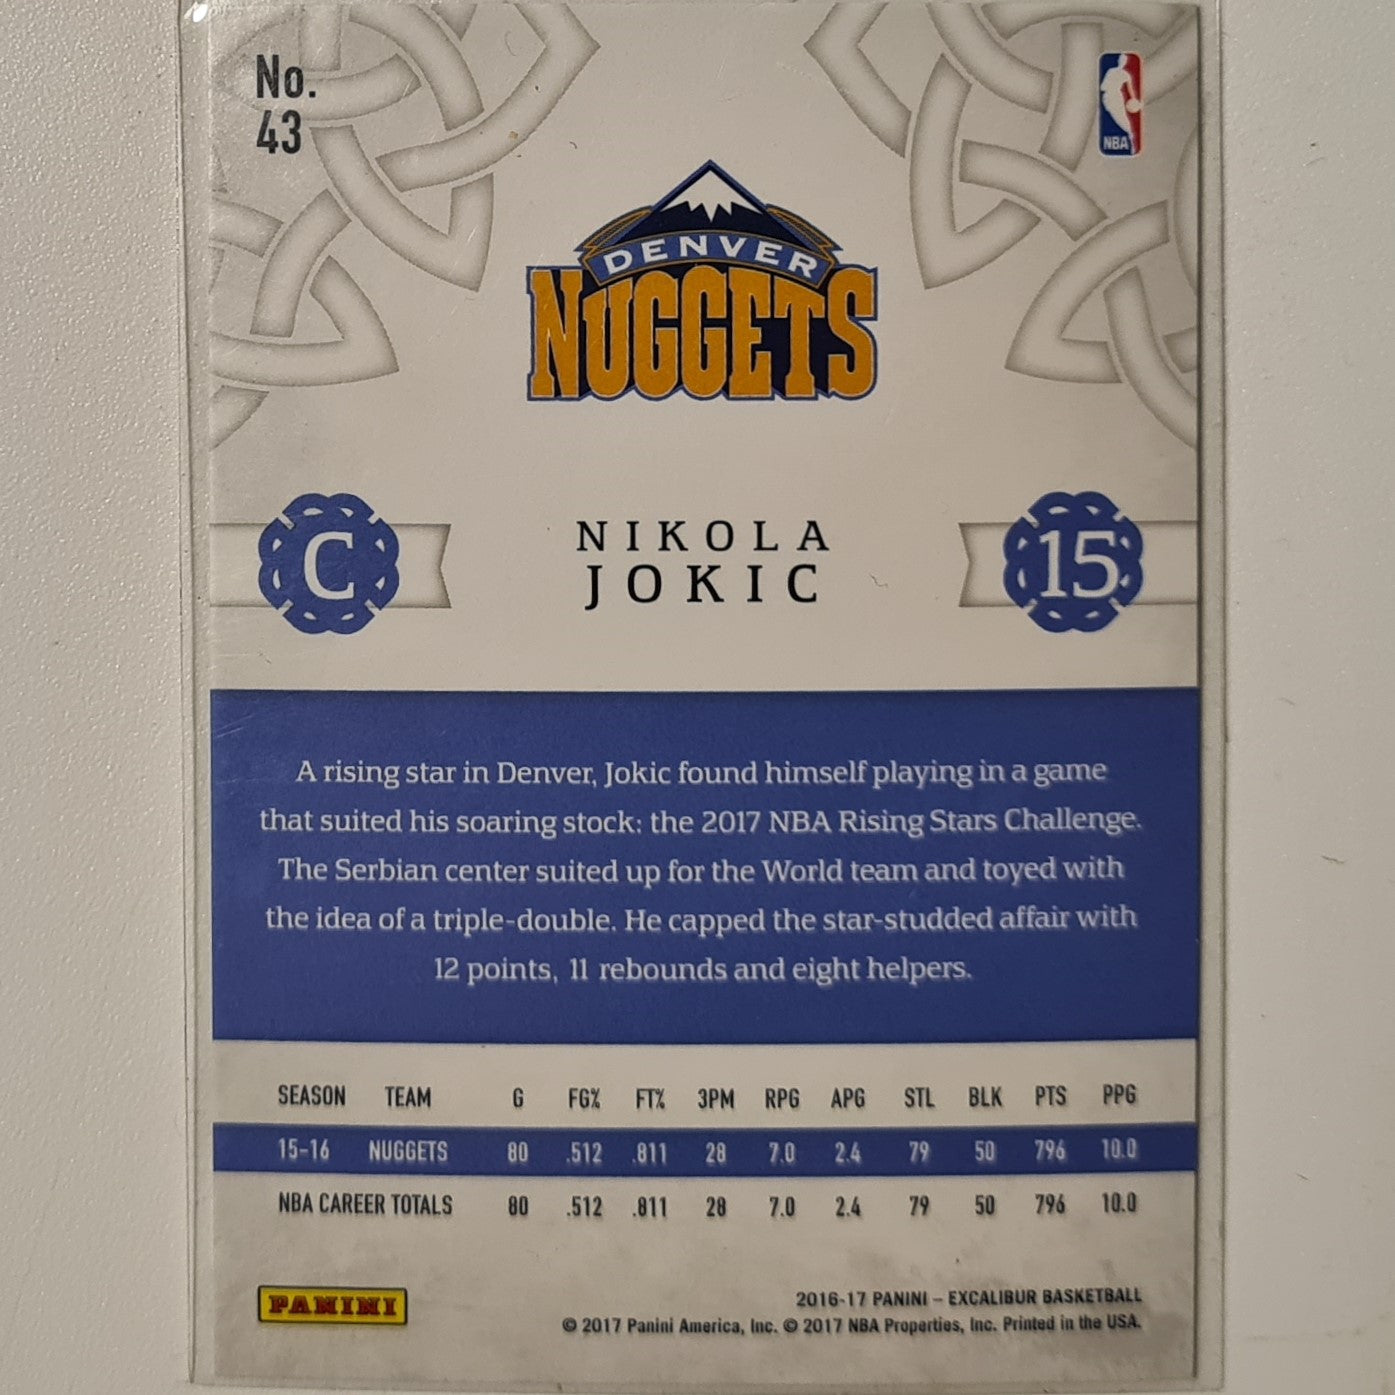 No.
43
NBA
DENVER
NUGGETS
C
NIKOLA
JOKIC
15
A rising star in Denver, Jokic found himself playing in a game
that suited his soaring stock: the 2017 NBA Rising Stars Challenge.
The Serbian center suited up for the World team and toyed with
the idea of a triple-double. He capped the star-studded affair with
12 points, 11 rebounds and eight helpers.
SEASON TEAM G FG% FT% 3PM RPG APG STL BLK PTS PPG
15-16 NUGGETS 80 .512 .811 28 7.0 2.4 79 50 796 10.0
NBA CAREER TOTALS 80 .512 .811 28 7.0 2.4 79 50 796 10.0
PANINI
2016-17 PANINI – EXCALIBUR BASKETBALL
© 2017 Panini America, Inc. © 2017 NBA Properties, Inc. Printed in the USA.